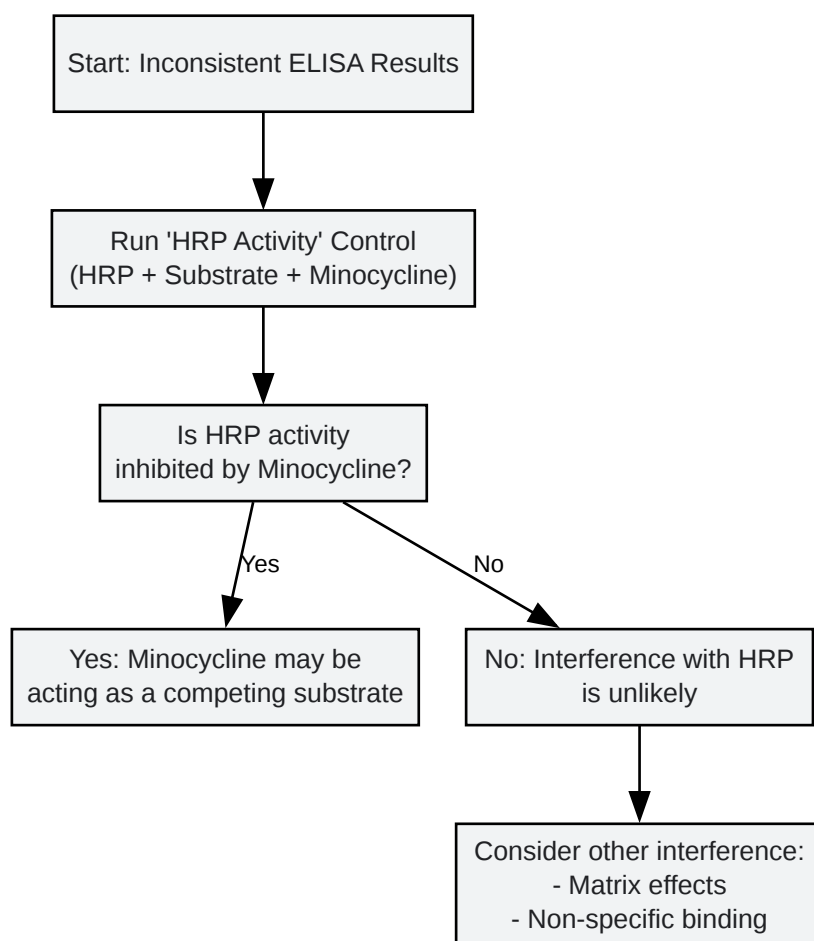 Start: Inconsistent ELISA Results
Run 'HRP Activity' Control
(HRP + Substrate + Minocycline)
Is HRP activity
inhibited by Minocycline?
Yes
No
Yes: Minocycline may be
acting as a competing substrate
No: Interference with HRP
is unlikely
Consider other interference:
- Matrix effects
- Non-specific binding